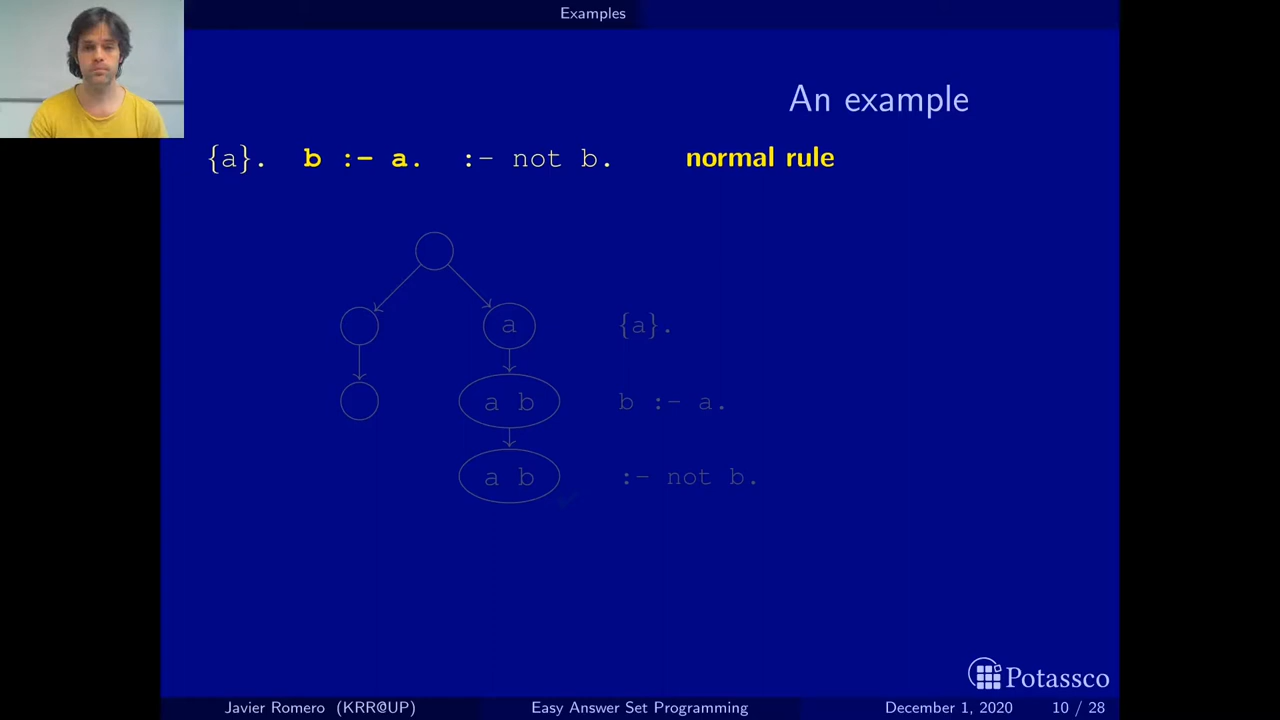 Examples
An example
{a}. b :- a. :- not b. normal rule
a {a}.
a b b :- a.
a b :- not b.
Potassco
Javier Romero (KRR@UP) Easy Answer Set Programming December 1, 2020 10 / 28